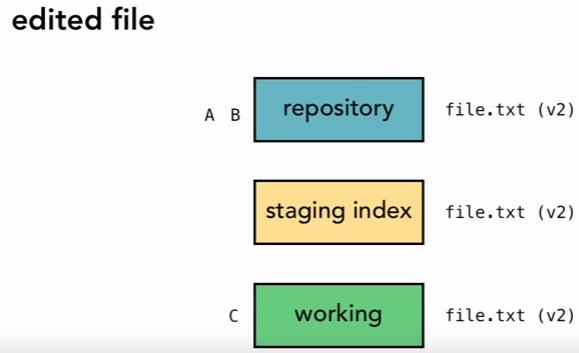 edited file
A B repository file.txt (v2)
staging index file.txt (v2)
C working file.txt (v2)